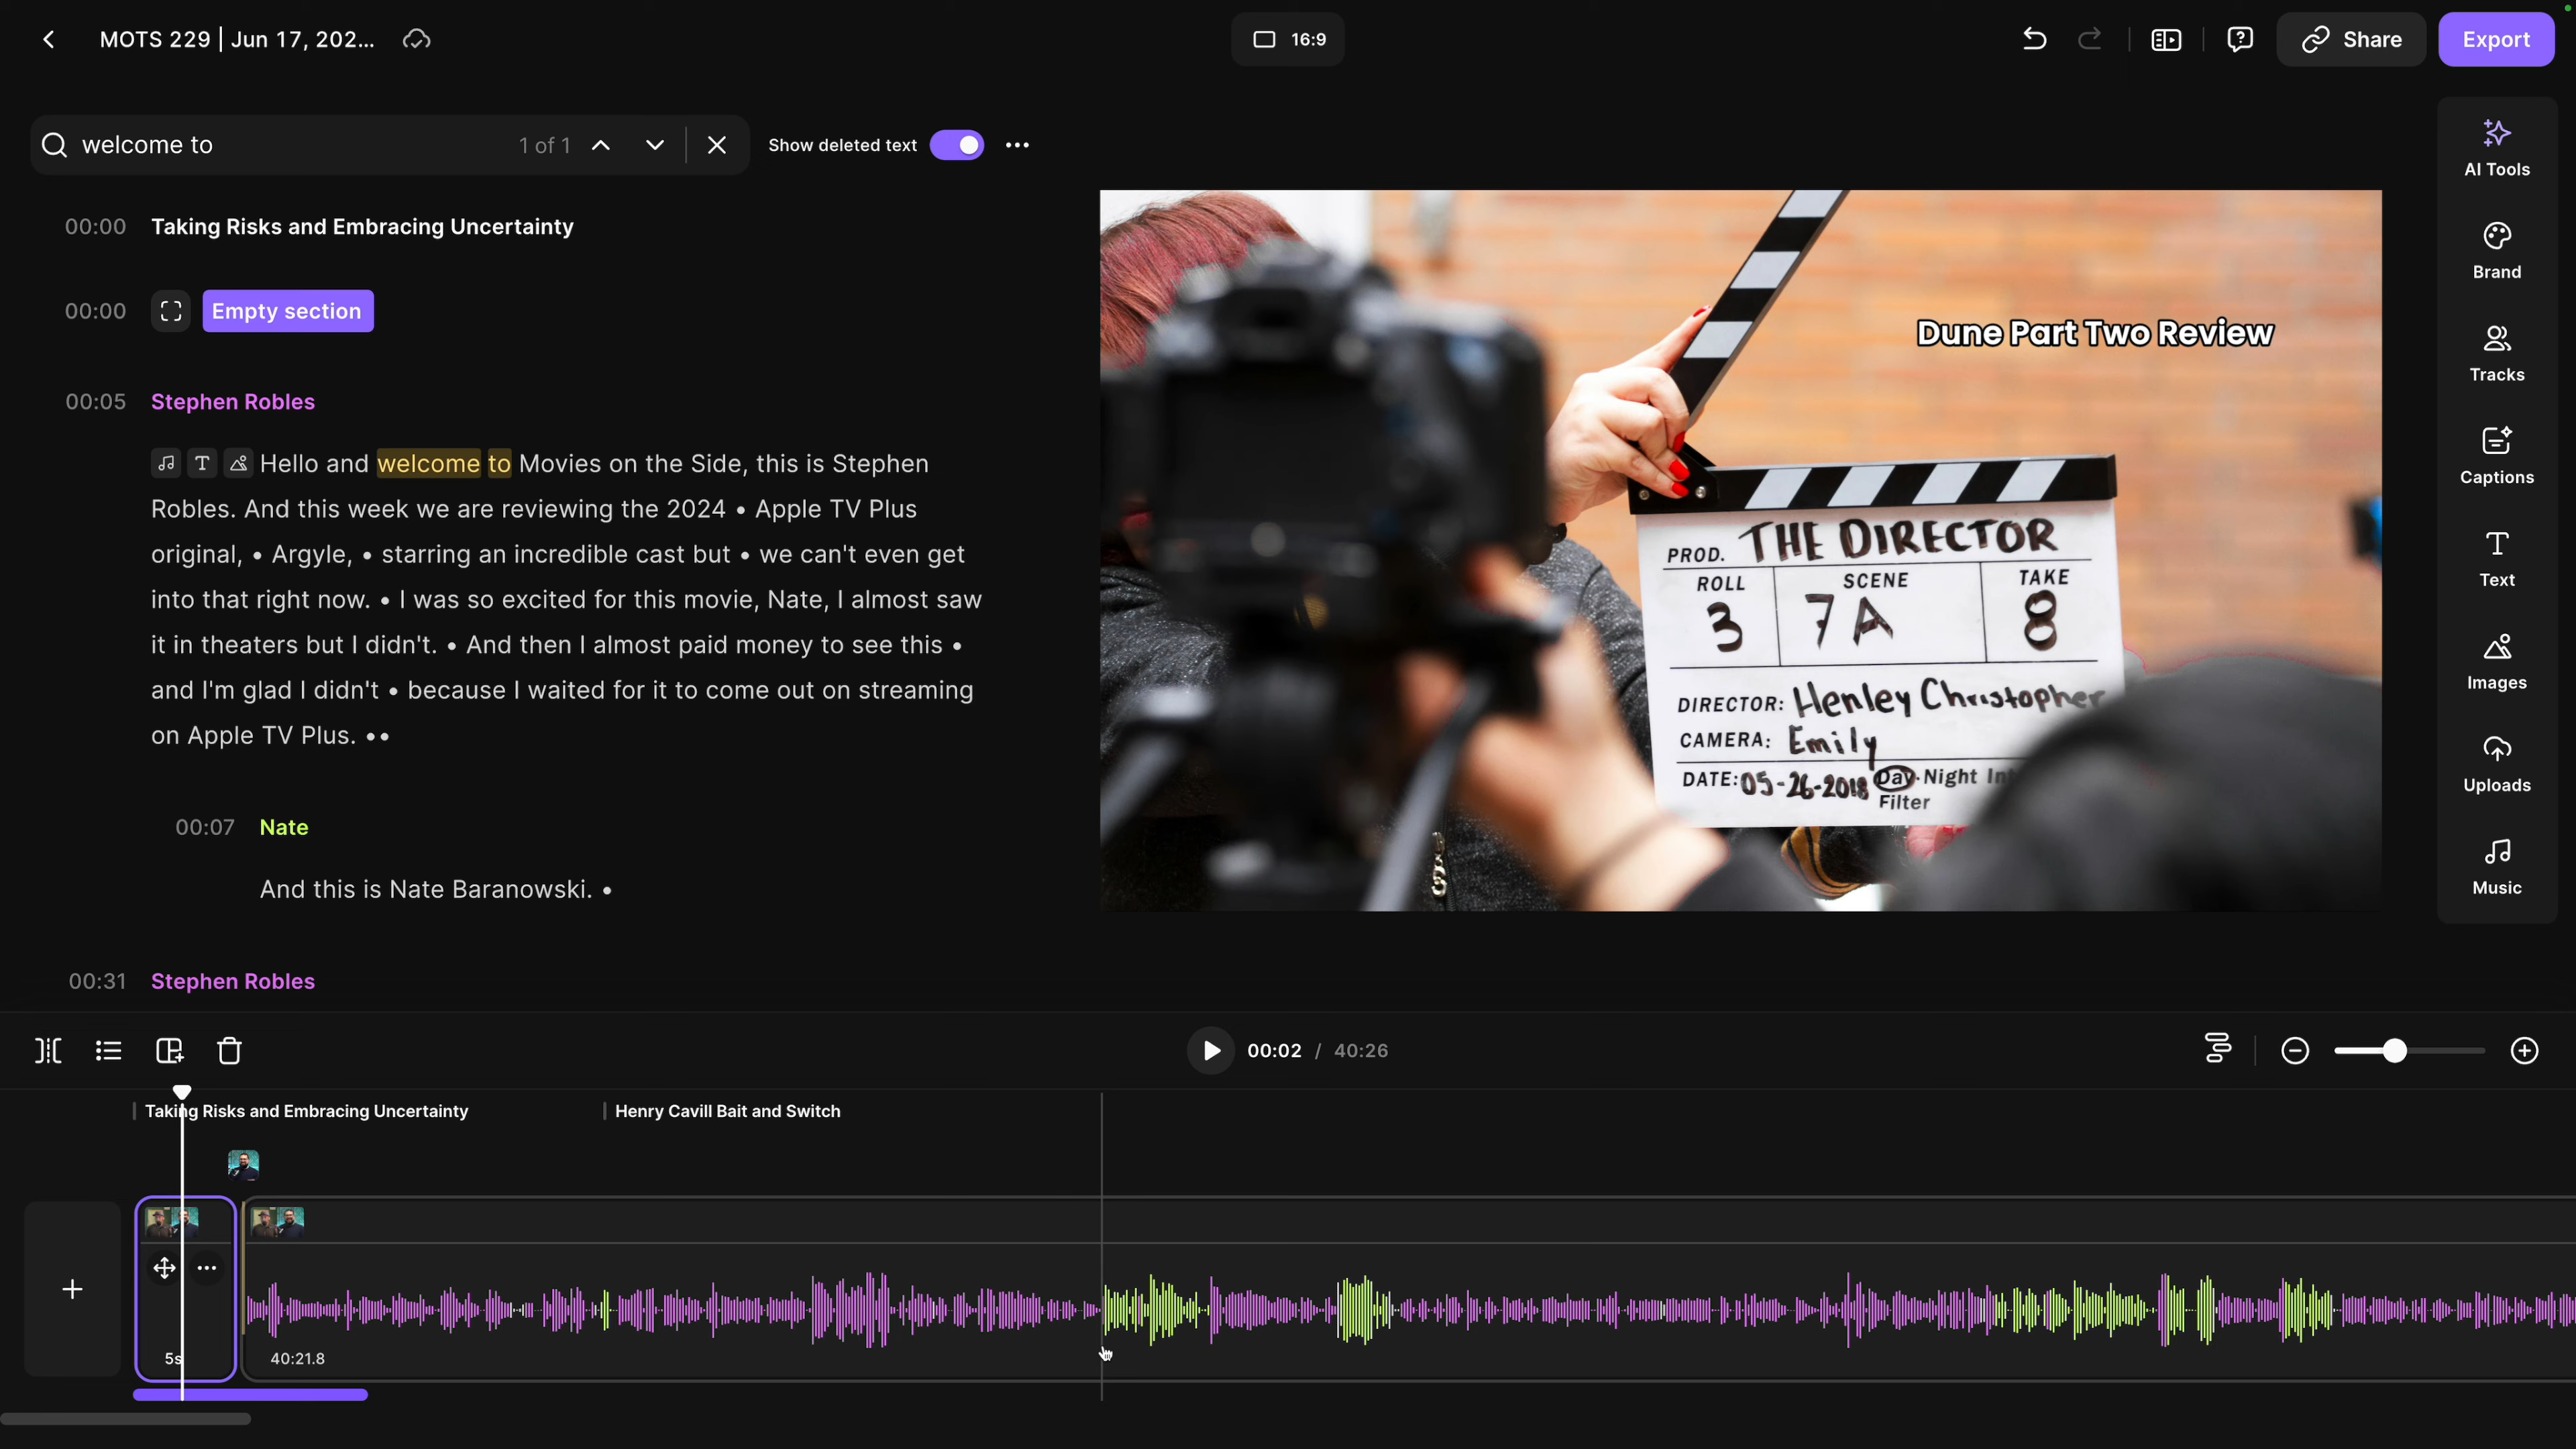 MOTS 229 | Jun 17, 202...
16:9
Share
Export
welcome to
1 of 1
Show deleted text
00:00 Taking Risks and Embracing Uncertainty
00:00 Empty section
00:05 Stephen Robles
Hello and welcome to Movies on the Side, this is Stephen
Robles. And this week we are reviewing the 2024 • Apple TV Plus
original, • Argyle, • starring an incredible cast but • we can't even get
into that right now. • I was so excited for this movie, Nate, I almost saw
it in theaters but I didn't. • And then I almost paid money to see this •
and I'm glad I didn't • because I waited for it to come out on streaming
on Apple TV Plus. ••
00:07 Nate
And this is Nate Baranowski. •
00:31 Stephen Robles
Dune Part Two Review
PROD. THE DIRECTOR
ROLL SCENE TAKE
3 7A 8
DIRECTOR: Henley Christopher
CAMERA: Emily
DATE: 05-26-2018 Day·Night Int
Filter
5
AI Tools
Brand
Tracks
Captions
Text
Images
Uploads
Music
00:02 / 40:26
Taking Risks and Embracing Uncertainty
Henry Cavill Bait and Switch
5s
40:21.8